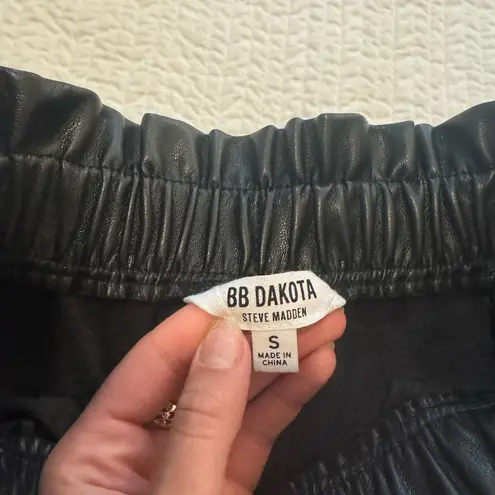 BB DAKOTA
STEVE MADDEN
S
MADE IN
CHINA